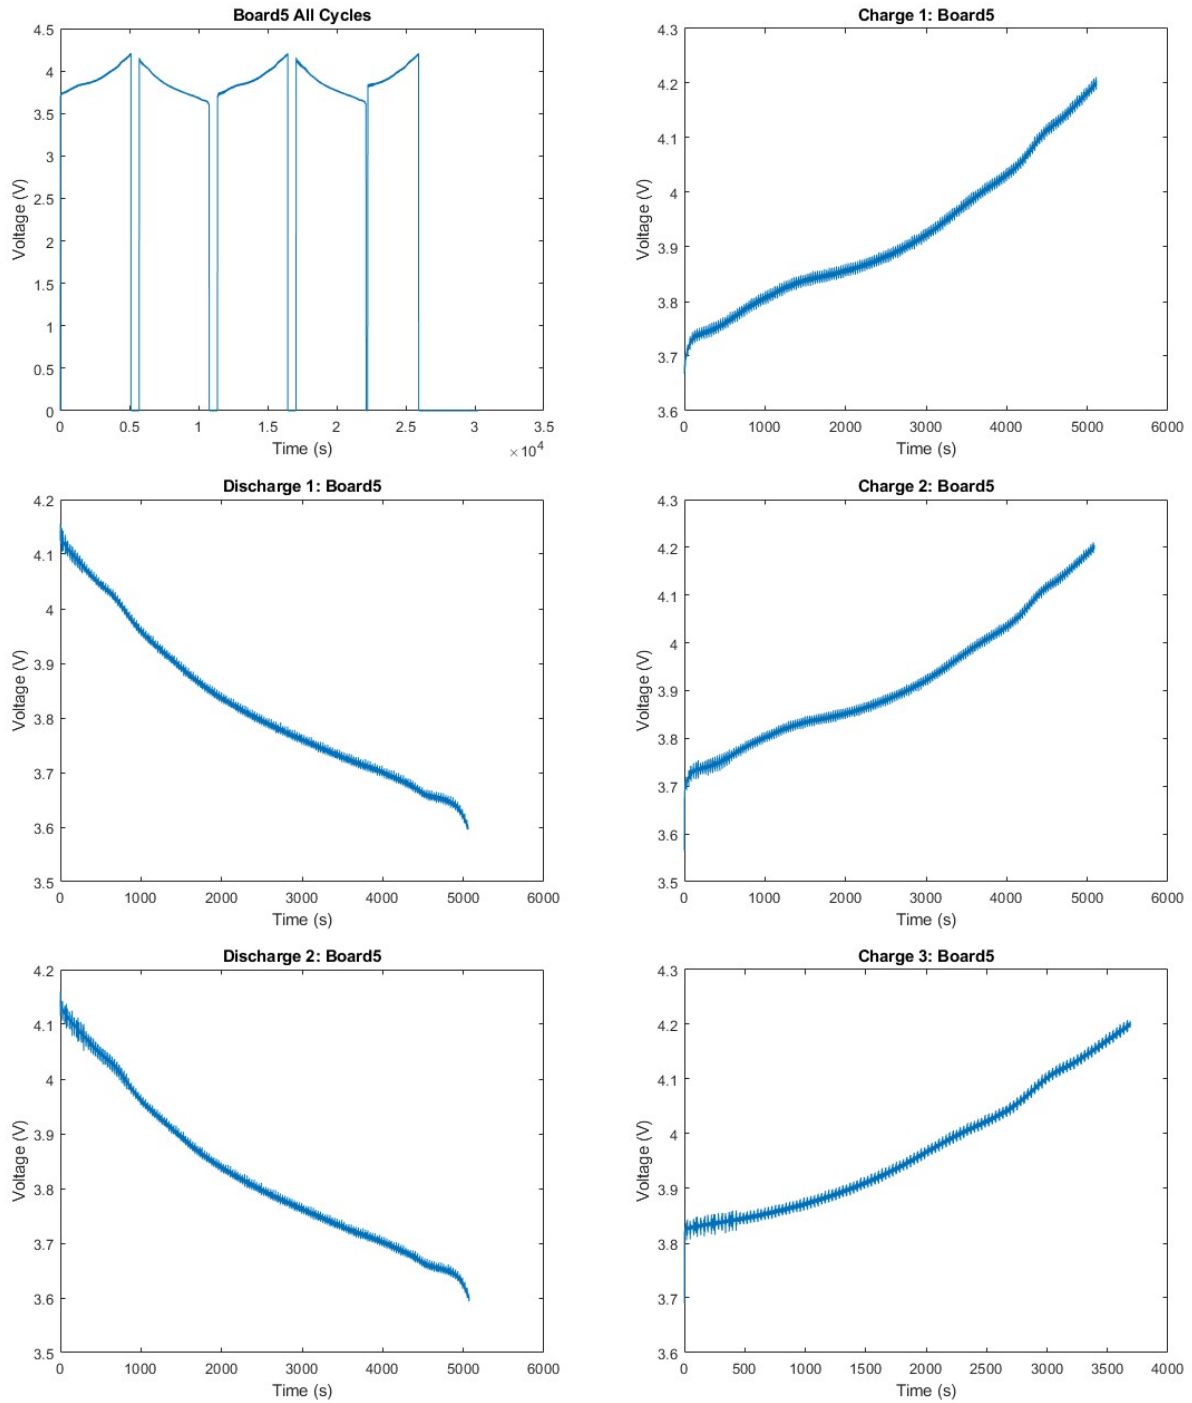 Board5 All Cycles
4.5
4
3.5
3
2.5
2
1.5
1
0.5
0
Voltage (V)
0 0.5 1 1.5 2 2.5 3 3.5
Time (s)
×10^4
Charge 1: Board5
4.3
4.2
4.1
4
3.9
3.8
3.7
3.6
Voltage (V)
0 1000 2000 3000 4000 5000 6000
Time (s)
Discharge 1: Board5
4.2
4.1
4
3.9
3.8
3.7
3.6
3.5
Voltage (V)
0 1000 2000 3000 4000 5000 6000
Time (s)
Charge 2: Board5
4.3
4.2
4.1
4
3.9
3.8
3.7
3.6
3.5
Voltage (V)
0 1000 2000 3000 4000 5000 6000
Time (s)
Discharge 2: Board5
4.2
4.1
4
3.9
3.8
3.7
3.6
3.5
Voltage (V)
0 1000 2000 3000 4000 5000 6000
Time (s)
Charge 3: Board5
4.3
4.2
4.1
4
3.9
3.8
3.7
3.6
Voltage (V)
0 500 1000 1500 2000 2500 3000 3500 4000
Time (s)